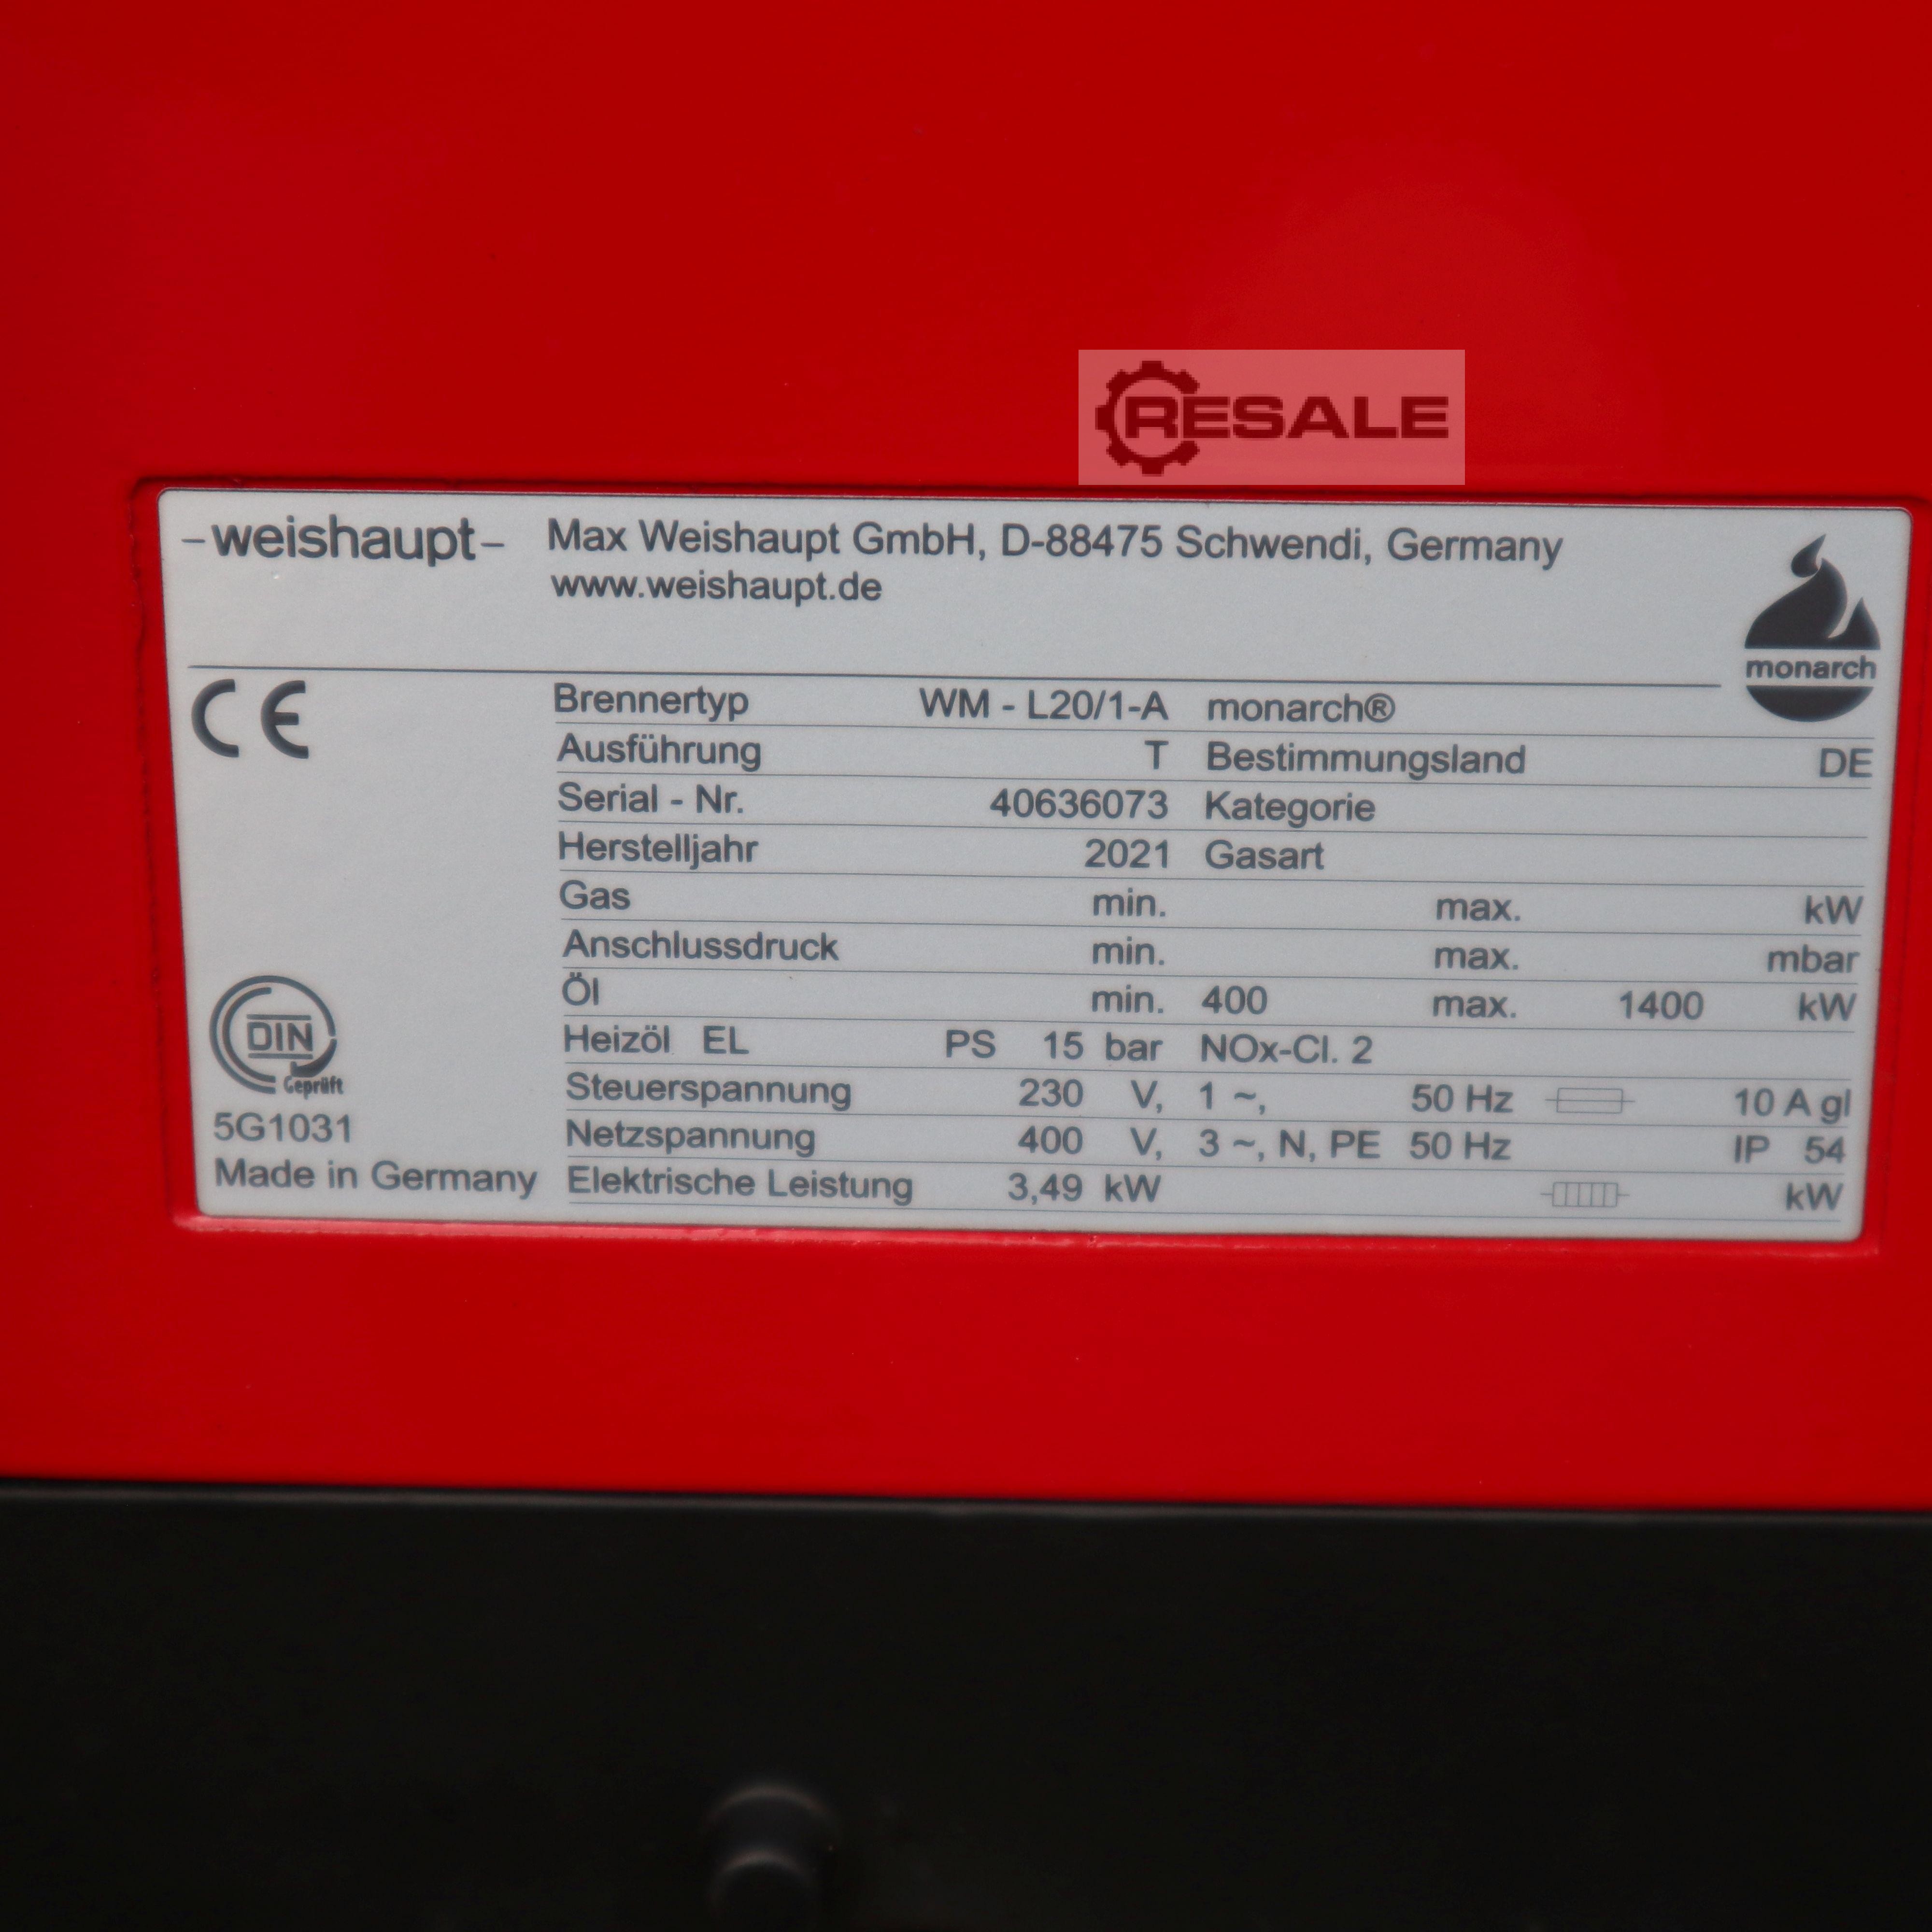 RESALE
-weishaupt- Max Weishaupt GmbH, D-88475 Schwendi, Germany
www.weishaupt.de
monarch
CE Brennertyp WM - L20/1-A monarch®
Ausführung T Bestimmungsland DE
Serial - Nr. 40636073 Kategorie
Herstelljahr 2021 Gasart
Gas min. max. kW
Anschlussdruck min. max. mbar
Öl min. 400 max. 1400 kW
DIN Heizöl EL PS 15 bar NOx-Cl. 2
Geprüft Steuerspannung 230 V, 1 ~, 50 Hz 10 A gl
5G1031 Netzspannung 400 V, 3 ~, N, PE 50 Hz IP 54
Made in Germany Elektrische Leistung 3,49 kW kW